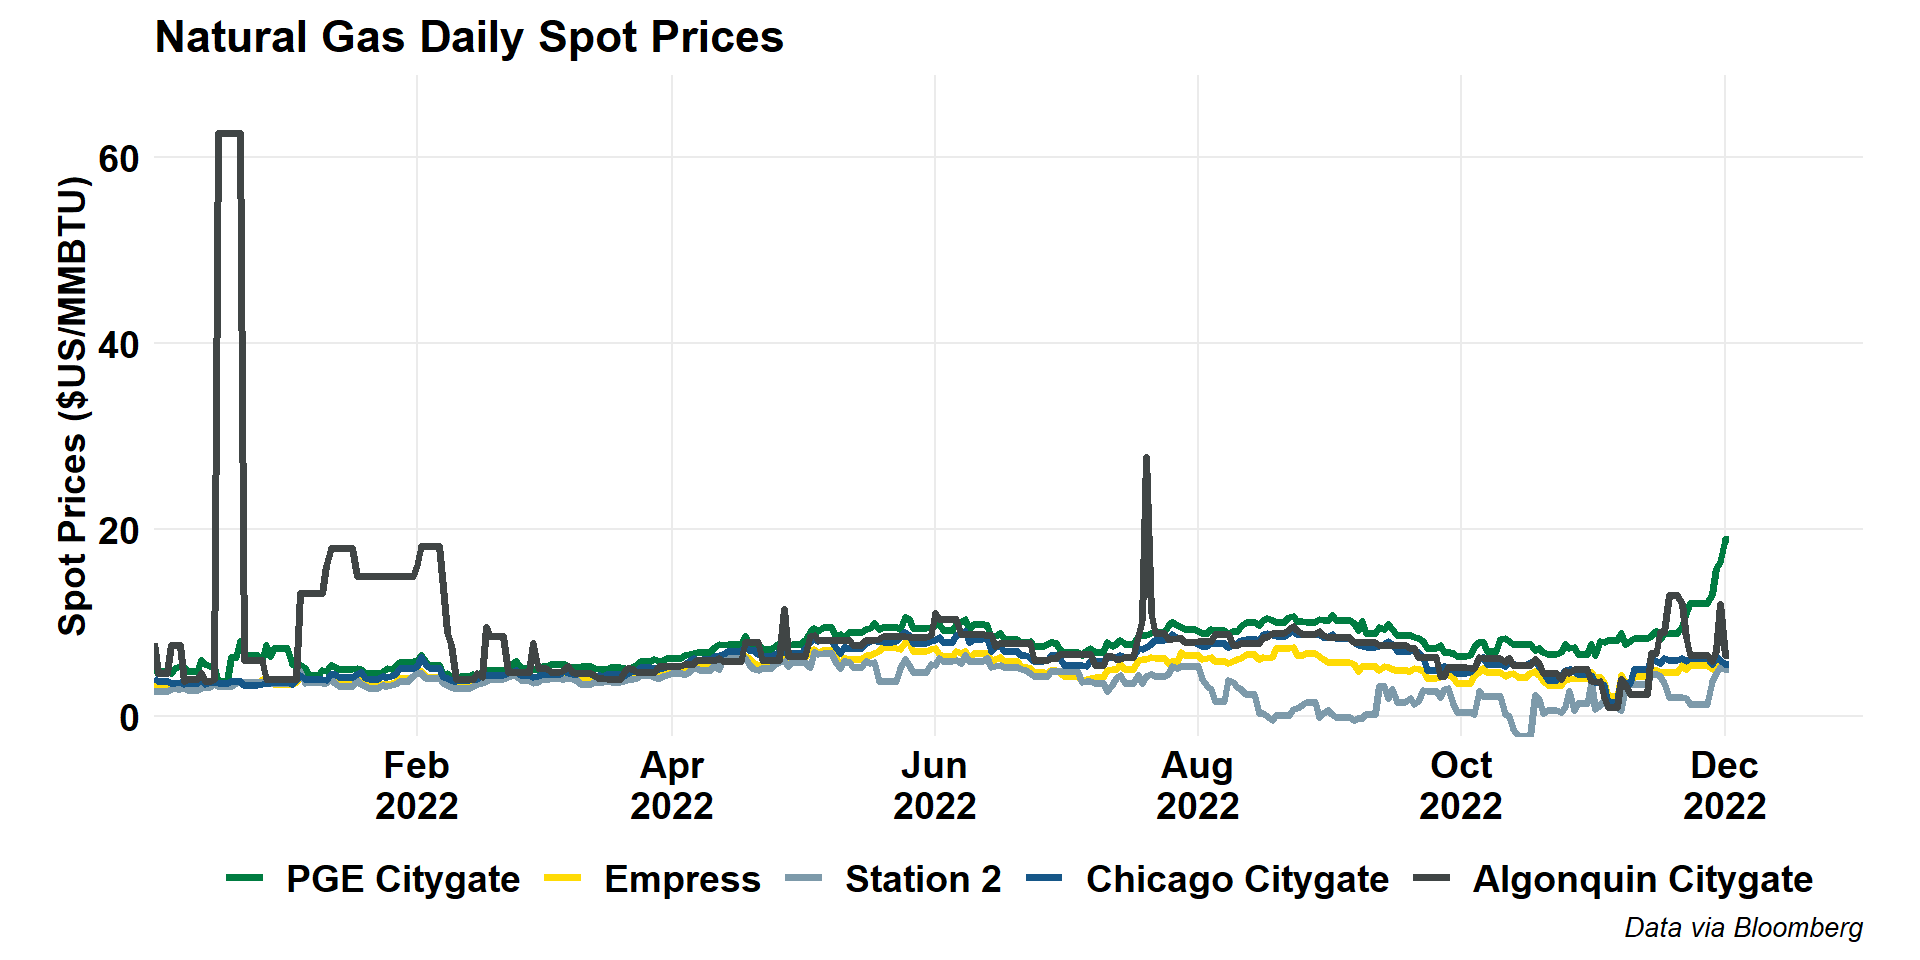 Natural Gas Daily Spot Prices
Spot Prices ($US/MMBTU)
60
40
20
0
Feb
2022
Apr
2022
Jun
2022
Aug
2022
Oct
2022
Dec
2022
PGE Citygate
Empress
Station 2
Chicago Citygate
Algonquin Citygate
Data via Bloomberg